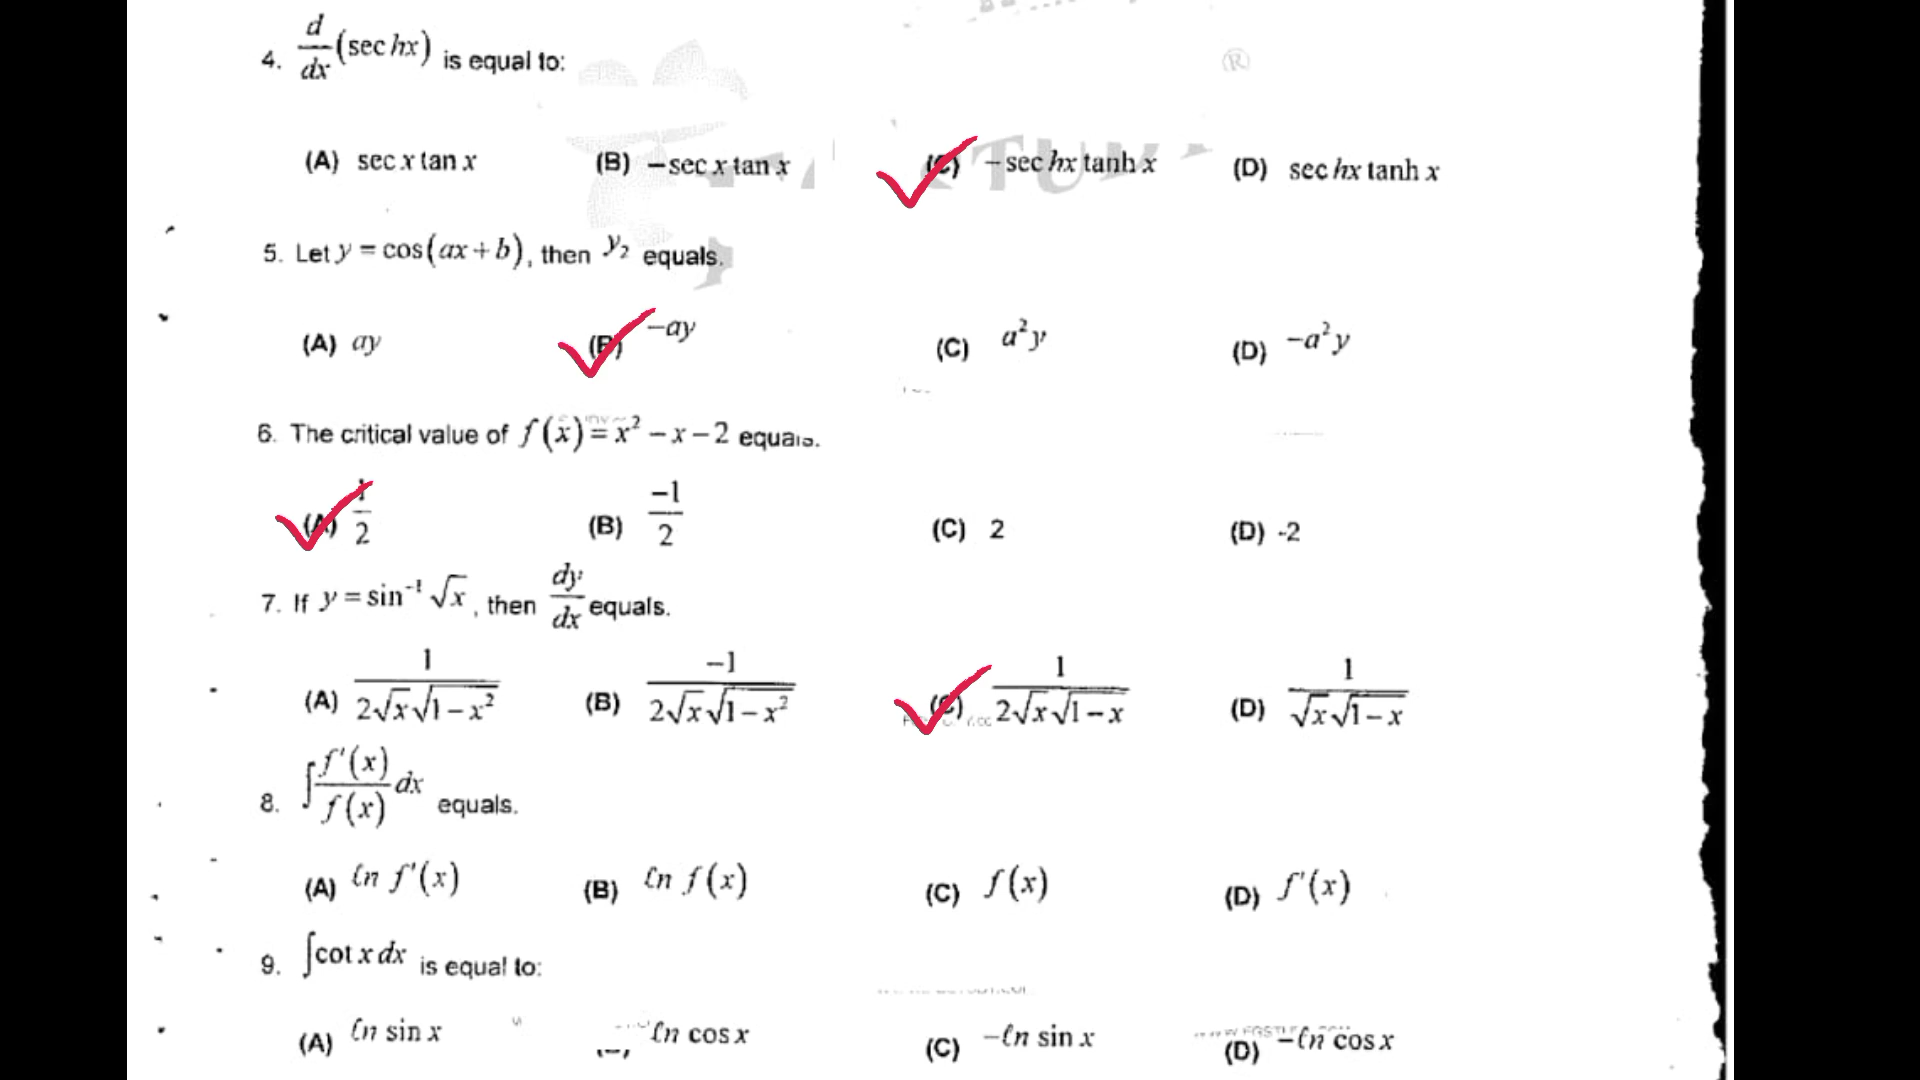 4. d/dx (sec hx) is equal to:
(A) sec x tan x (B) −sec x tan x (C) −sec hx tanh x (D) sec hx tanh x
5. Let y = cos(ax + b), then y₂ equals.
(A) ay (B) −ay (C) a²y (D) −a²y
6. The critical value of f(x) = x² − x − 2 equals.
(A) 1/2 (B) −1/2 (C) 2 (D) -2
7. If y = sin⁻¹ √x, then dy/dx equals.
(A) 1/(2√x√(1−x²)) (B) −1/(2√x√(1−x²)) (C) 1/(2√x√(1−x)) (D) 1/(√x√(1−x))
8. ∫ f'(x)/f(x) dx equals.
(A) ℓn f'(x) (B) ℓn f(x) (C) f(x) (D) f'(x)
9. ∫cot x dx is equal to:
(A) ℓn sin x ℓn cos x (C) −ℓn sin x (D) −ℓn cos x